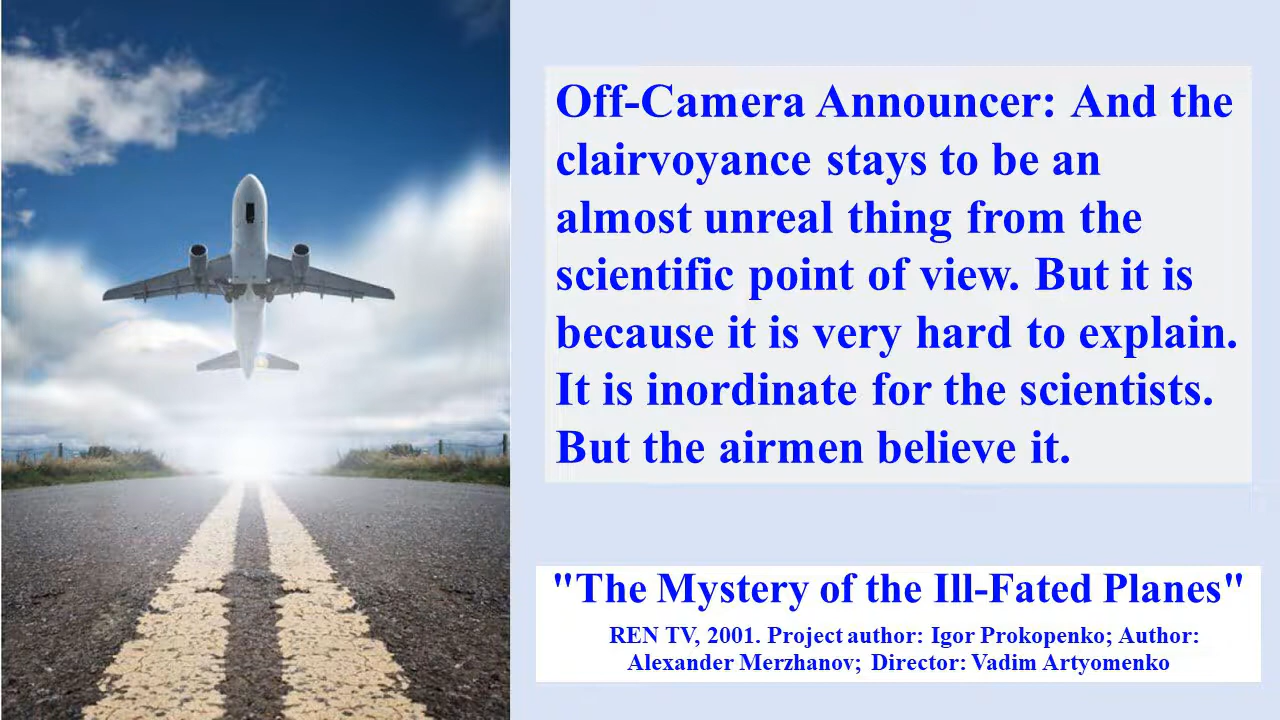 Off-Camera Announcer: And the
clairvoyance stays to be an
almost unreal thing from the
scientific point of view. But it is
because it is very hard to explain.
It is inordinate for the scientists.
But the airmen believe it.
"The Mystery of the Ill-Fated Planes"
REN TV, 2001. Project author: Igor Prokopenko; Author:
Alexander Merzhanov; Director: Vadim Artyomenko